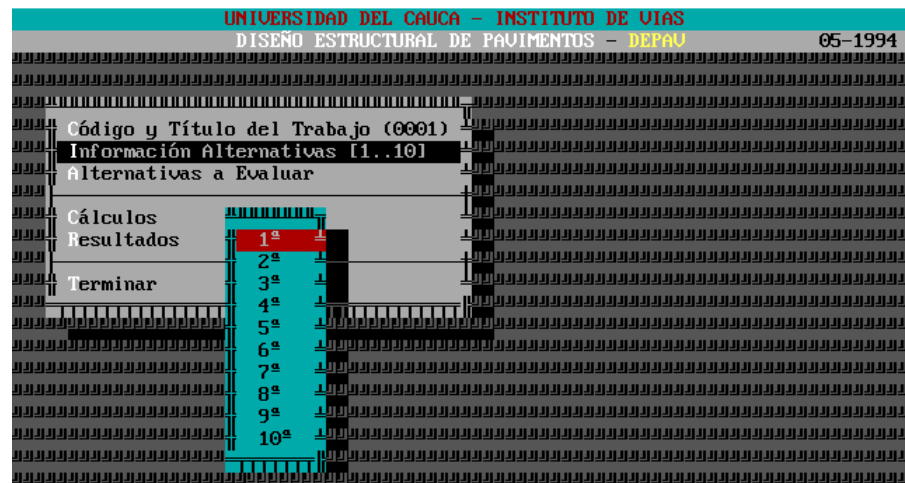 UNIVERSIDAD DEL CAUCA - INSTITUTO DE VIAS
DISEÑO ESTRUCTURAL DE PAVIMENTOS - DEPAV 05-1994
Código y Título del Trabajo (0001)
Información Alternativas [1..10]
Alternativas a Evaluar
Cálculos
Resultados
Terminar
1ª
2ª
3ª
4ª
5ª
6ª
7ª
8ª
9ª
10ª